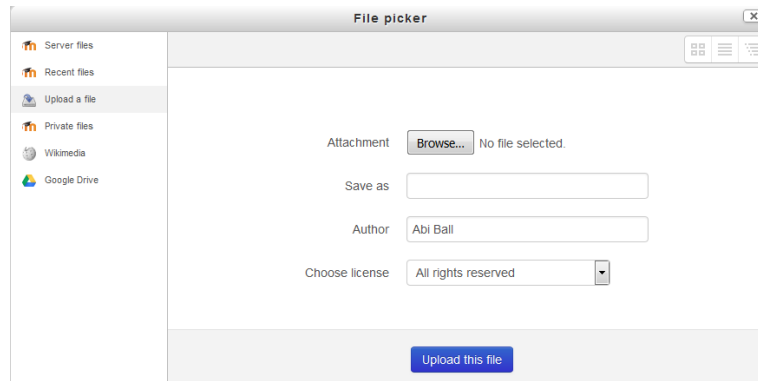 File picker
Server files
Recent files
Upload a file
Private files
Wikimedia
Google Drive
Attachment Browse... No file selected.
Save as
Author Abi Ball
Choose license All rights reserved
Upload this file